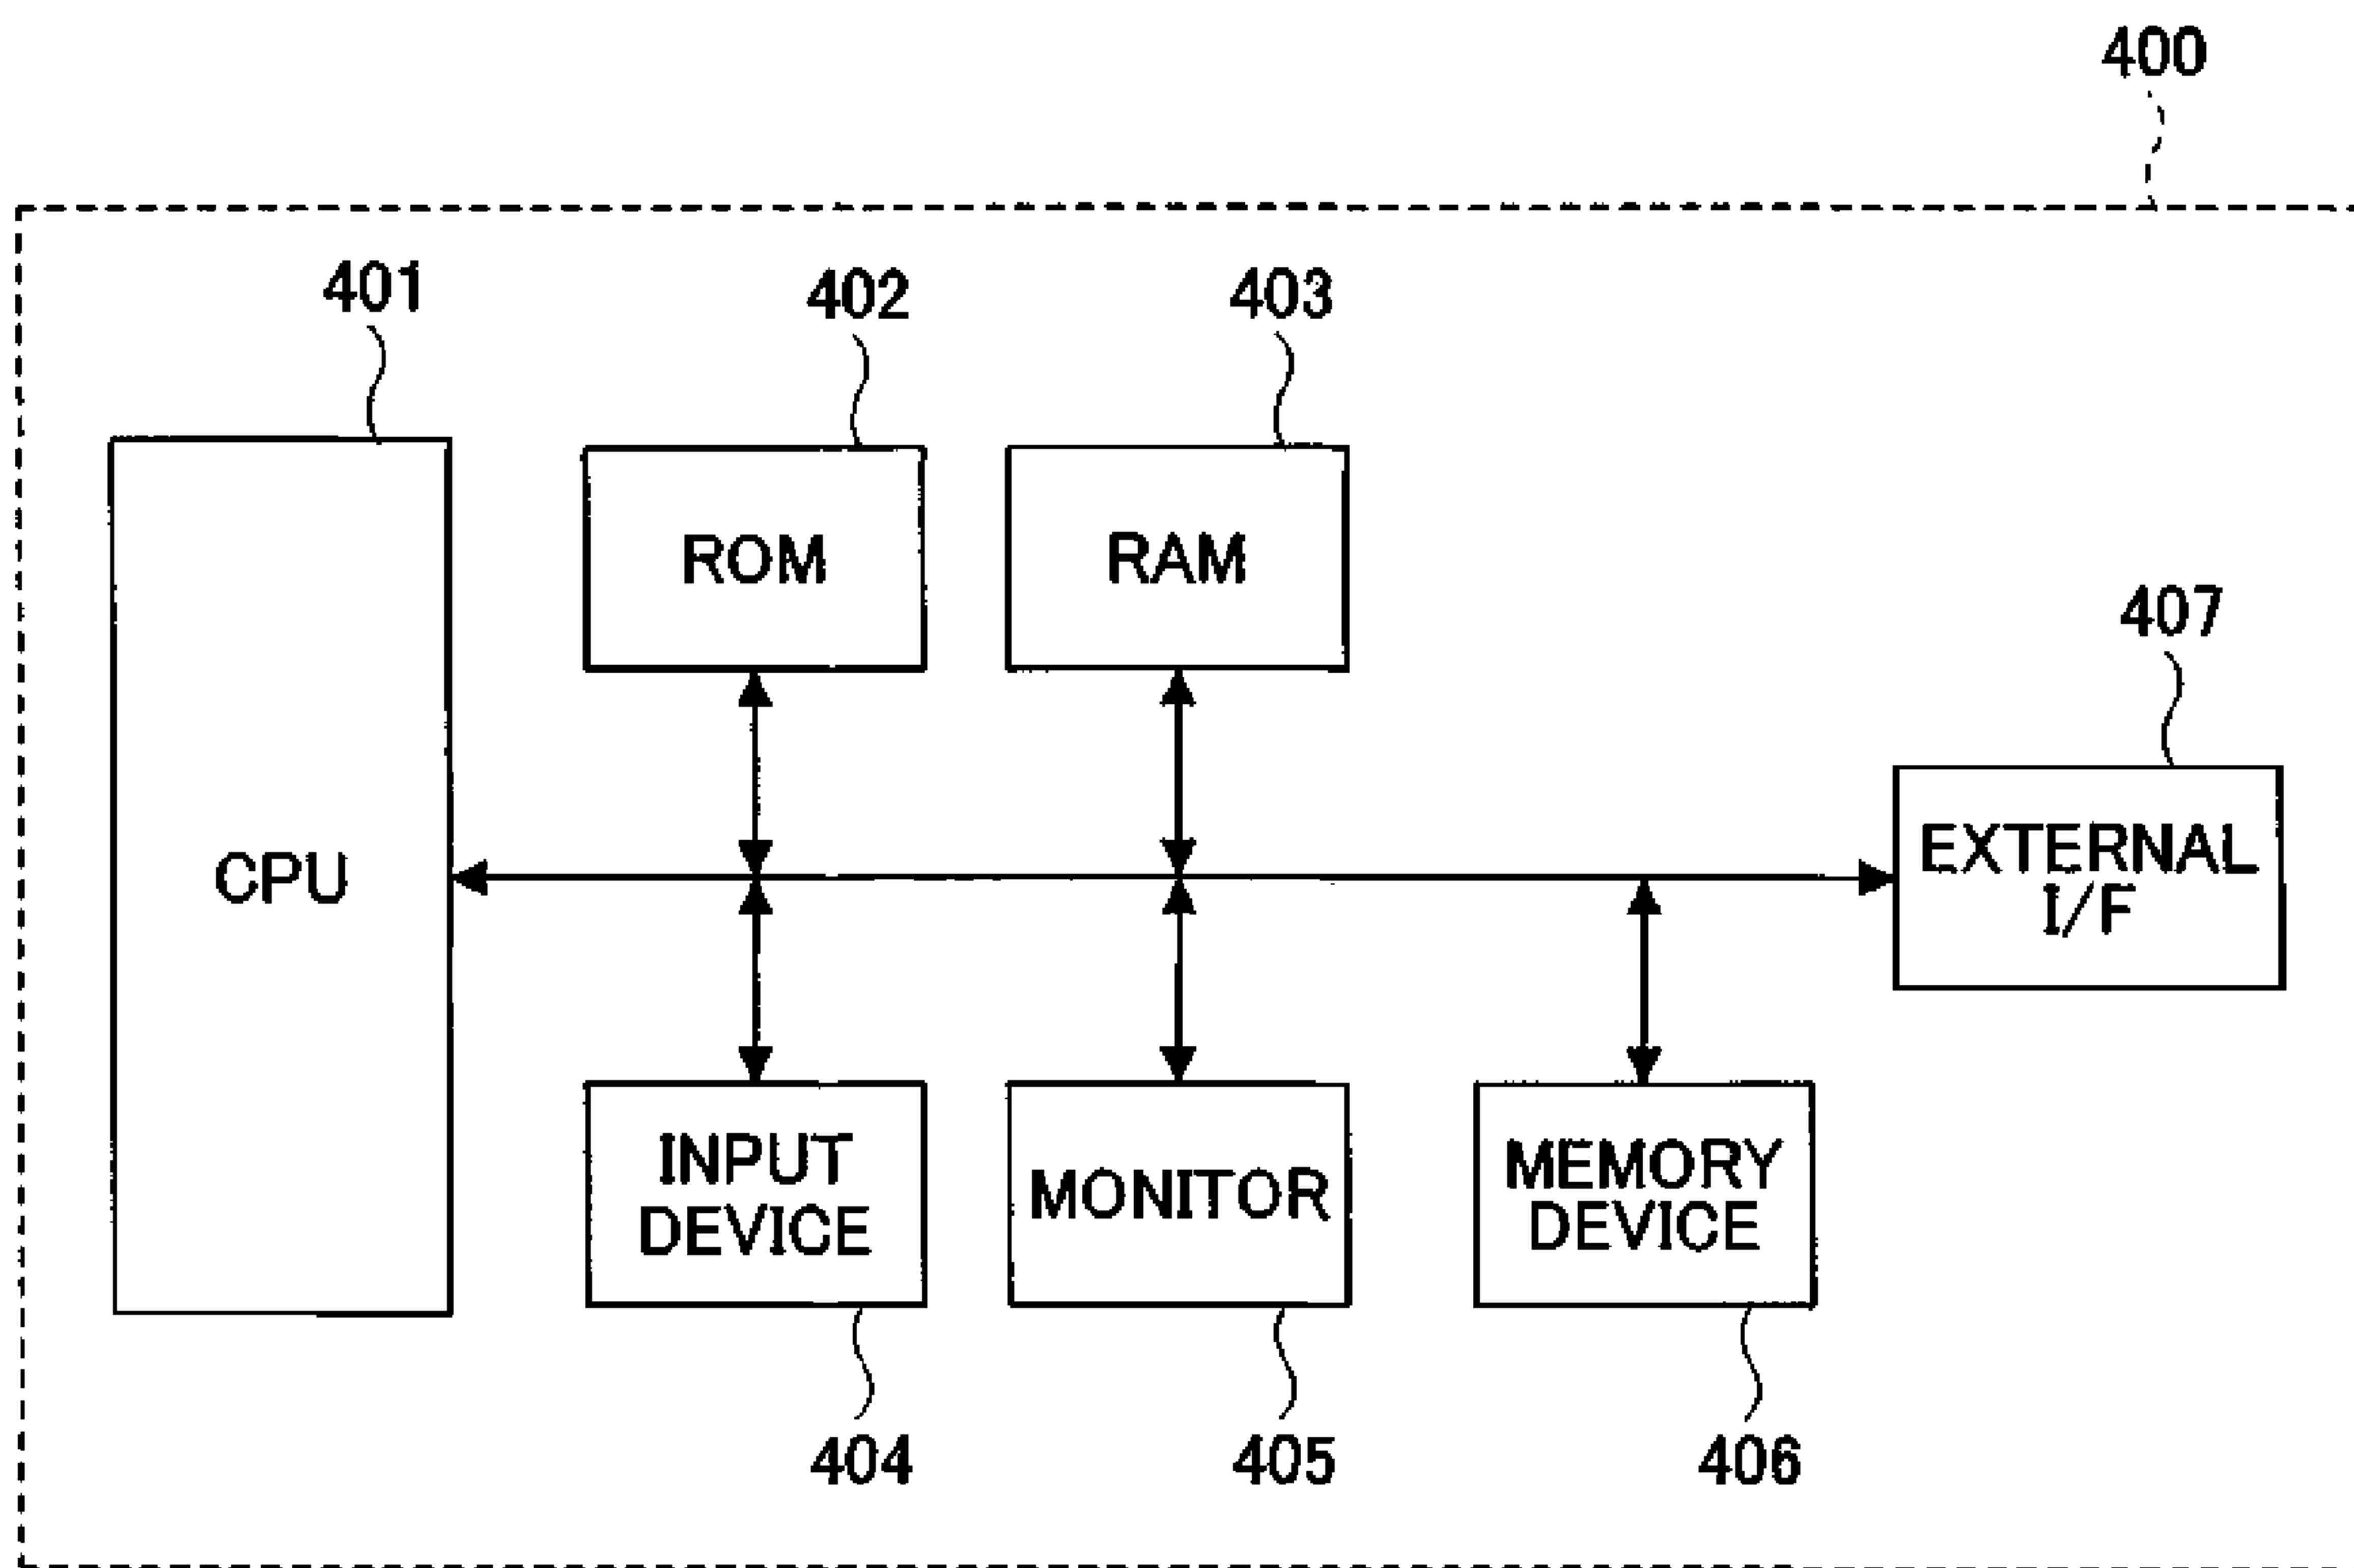 400
401
402
403
ROM
RAM
407
CPU
EXTERNAL
I/F
INPUT
DEVICE
MONITOR
MEMORY
DEVICE
404
405
406